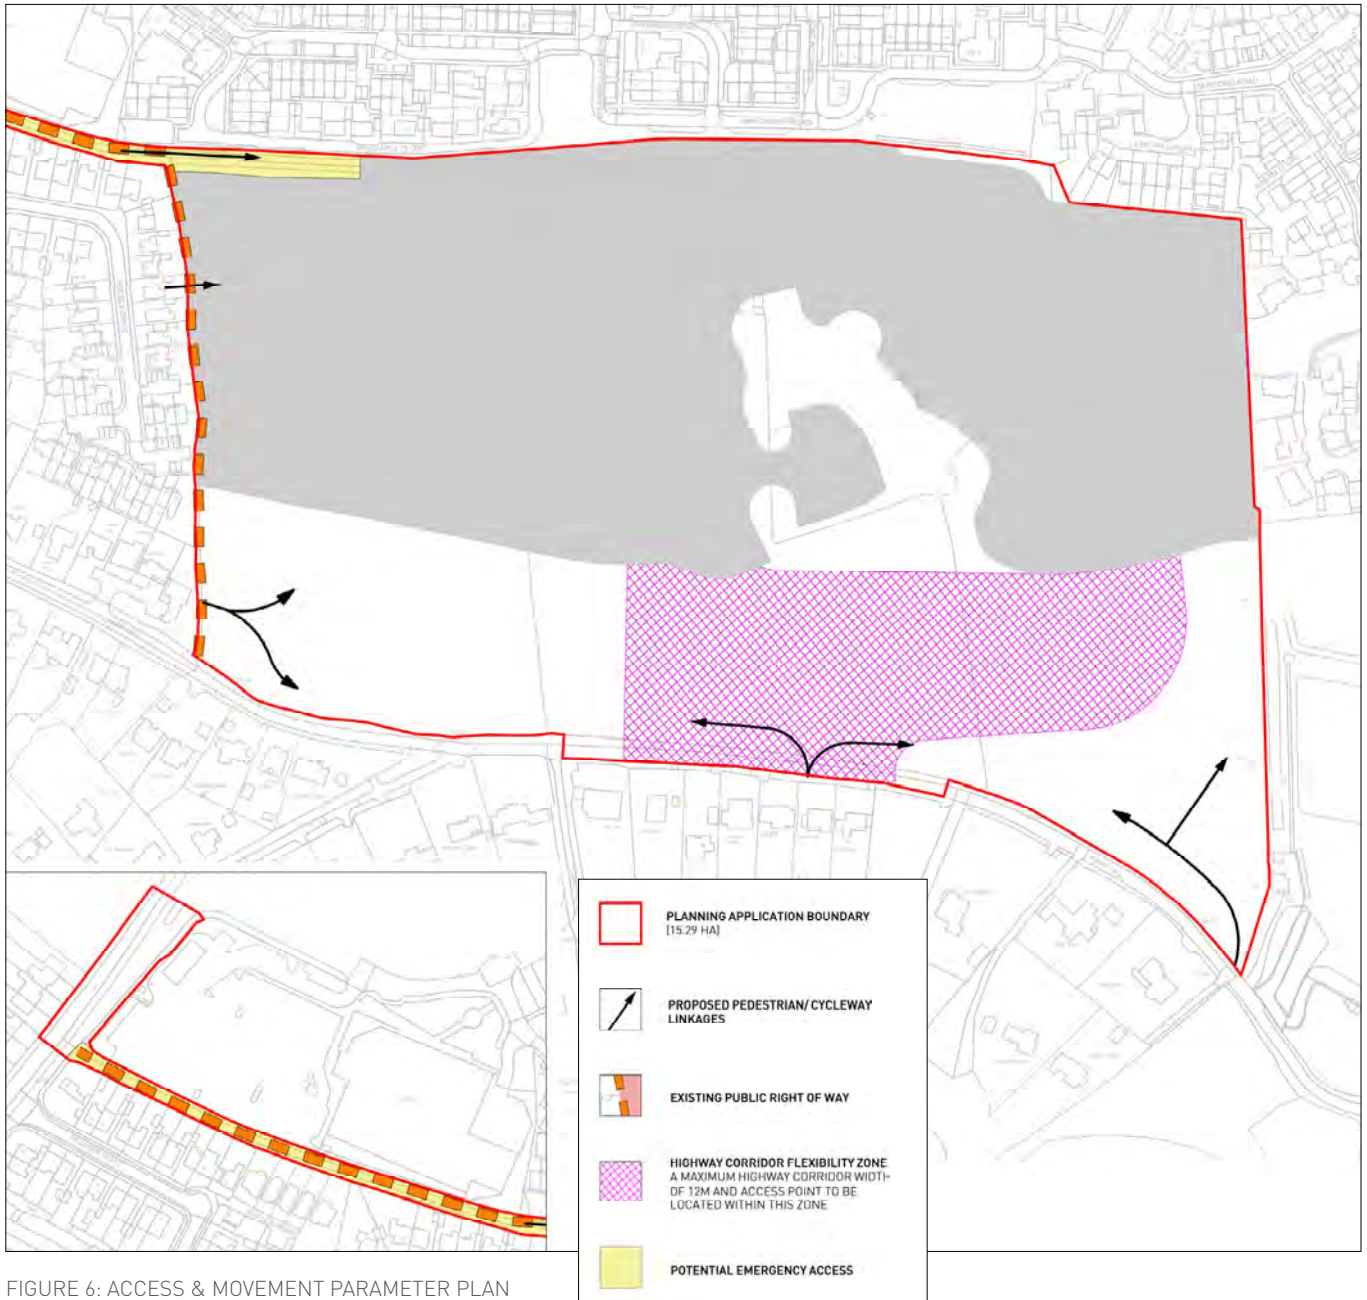 PLANNING APPLICATION BOUNDARY
[15.29 HA]
PROPOSED PEDESTRIAN/ CYCLEWAY
LINKAGES
EXISTING PUBLIC RIGHT OF WAY
HIGHWAY CORRIDOR FLEXIBILITY ZONE
A MAXIMUM HIGHWAY CORRIDOR WIDTH
OF 12M AND ACCESS POINT TO BE
LOCATED WITHIN THIS ZONE
POTENTIAL EMERGENCY ACCESS
FIGURE 6: ACCESS & MOVEMENT PARAMETER PLAN